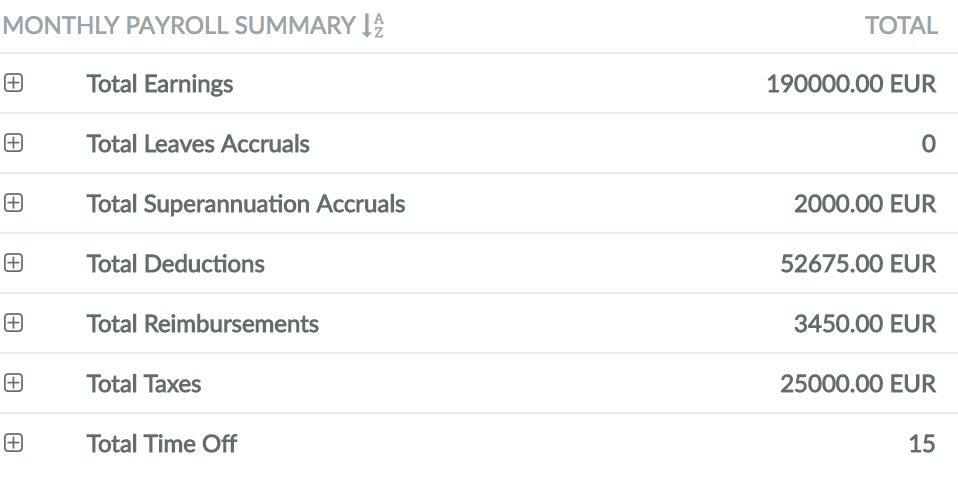 MONTHLY PAYROLL SUMMARY TOTAL
Total Earnings 190000.00 EUR
Total Leaves Accruals 0
Total Superannuation Accruals 2000.00 EUR
Total Deductions 52675.00 EUR
Total Reimbursements 3450.00 EUR
Total Taxes 25000.00 EUR
Total Time Off 15